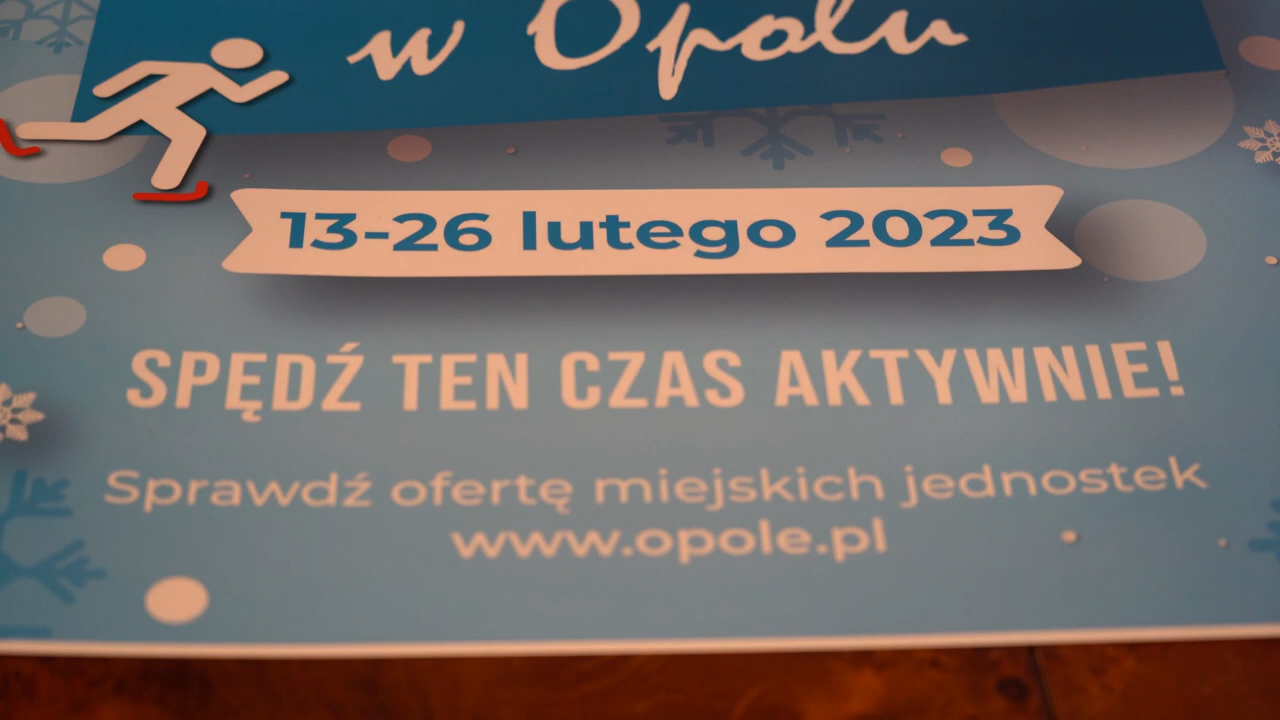 w Opolu
13-26 lutego 2023
SPĘDŹ TEN CZAS AKTYWNIE!
Sprawdź ofertę miejskich jednostek
www.opole.pl